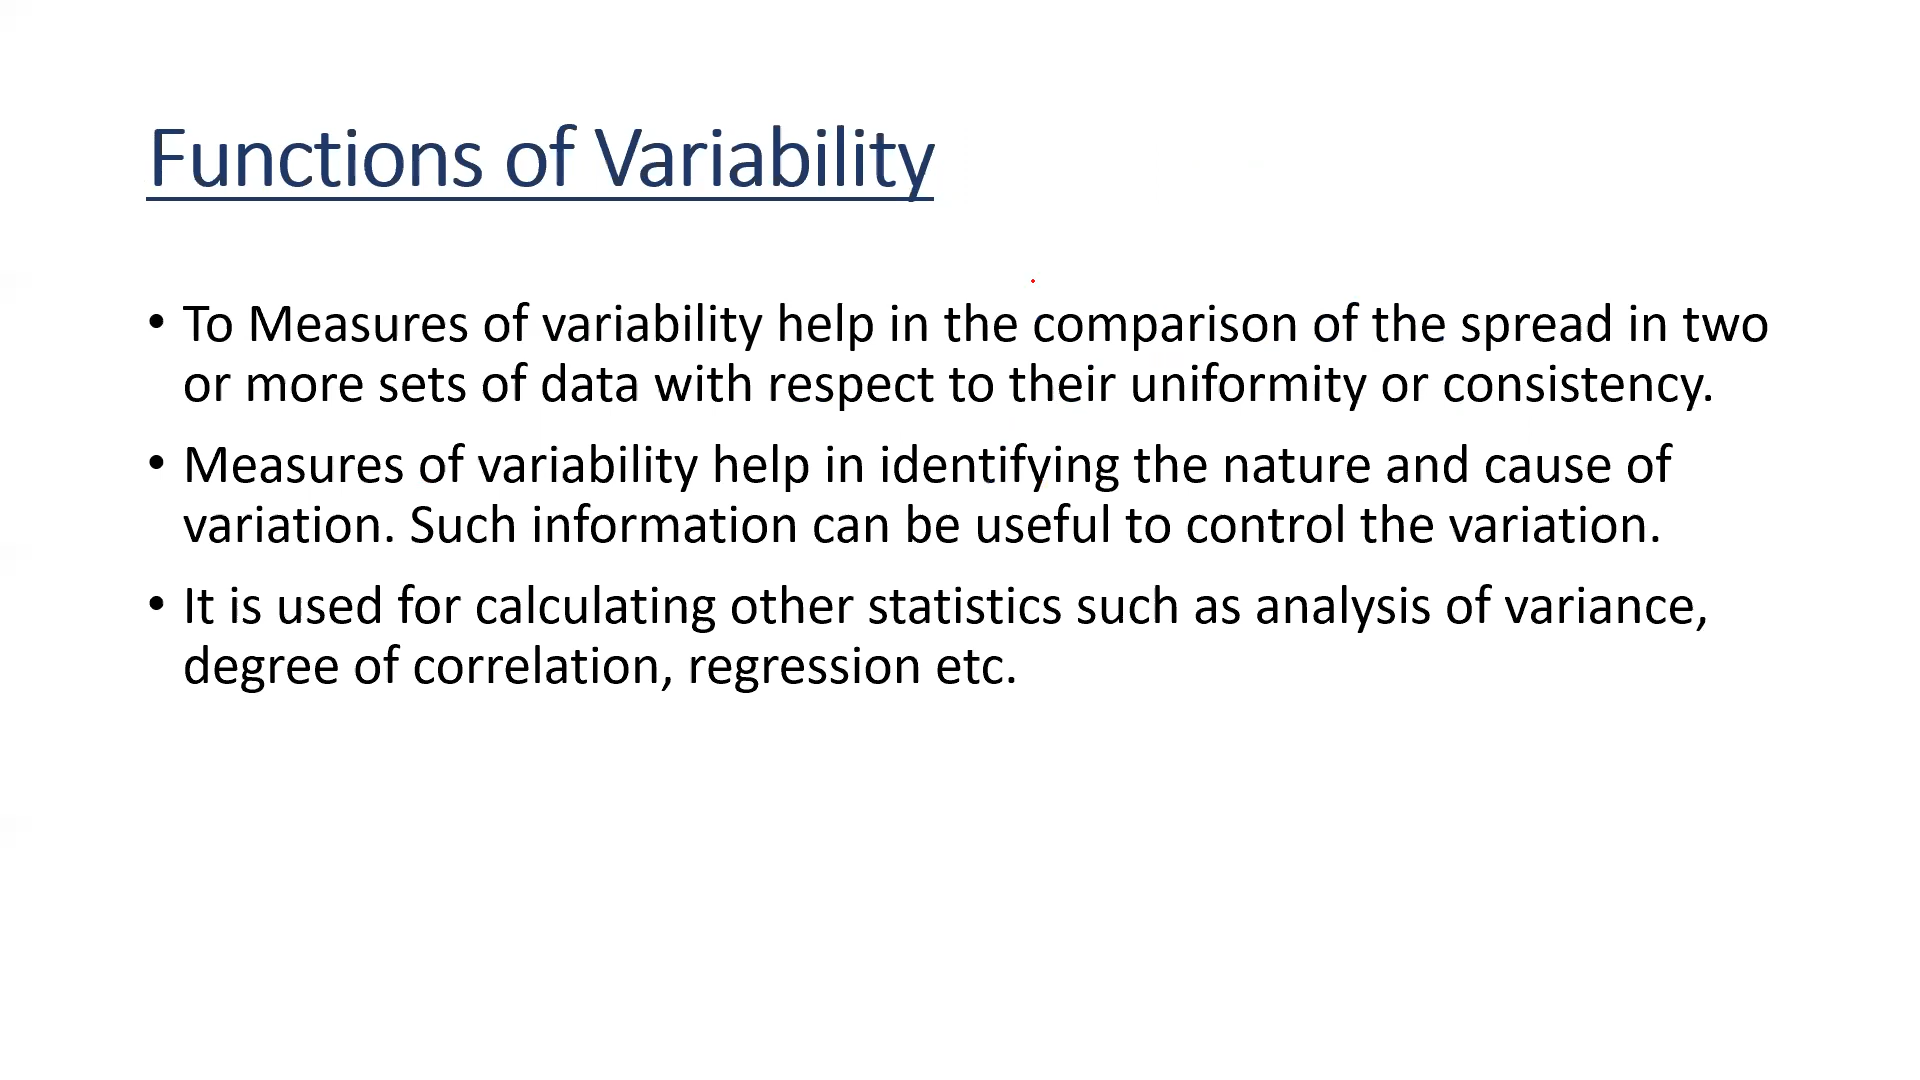 Functions of Variability
• To Measures of variability help in the comparison of the spread in two
or more sets of data with respect to their uniformity or consistency.
• Measures of variability help in identifying the nature and cause of
variation. Such information can be useful to control the variation.
• It is used for calculating other statistics such as analysis of variance,
degree of correlation, regression etc.